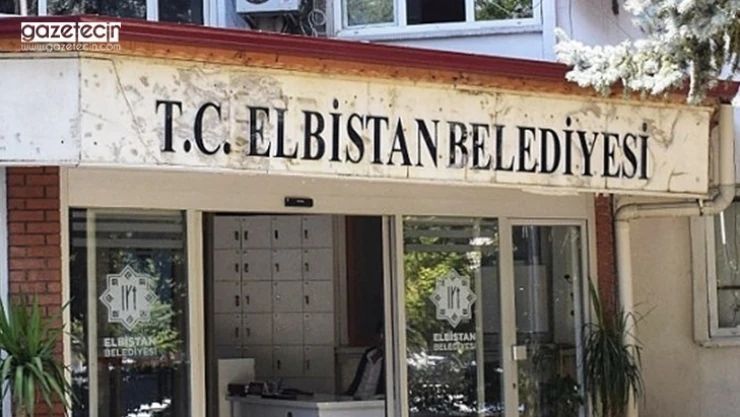 gazetecin
www.gazetecin.com
T.C. ELBİSTAN BELEDİYESİ
ELBİSTAN
BELEDİYESİ
ELBİSTAN
BELEDİYESİ